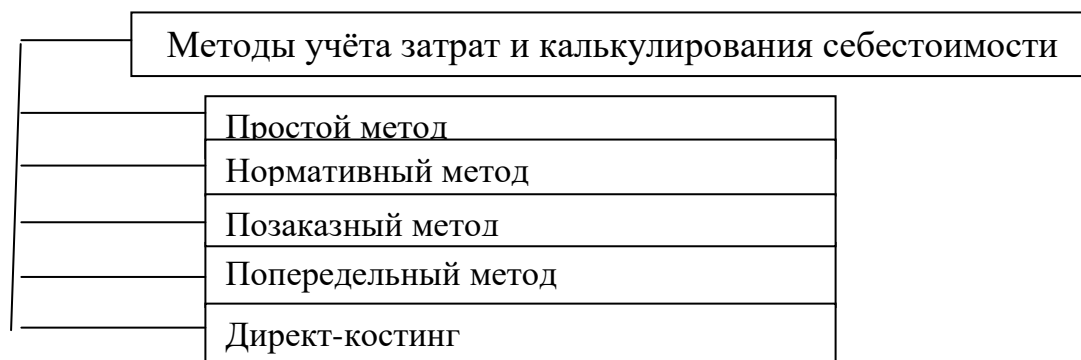 Методы учёта затрат и калькулирования себестоимости
Простой метод
Нормативный метод
Позаказный метод
Попередельный метод
Директ-костинг